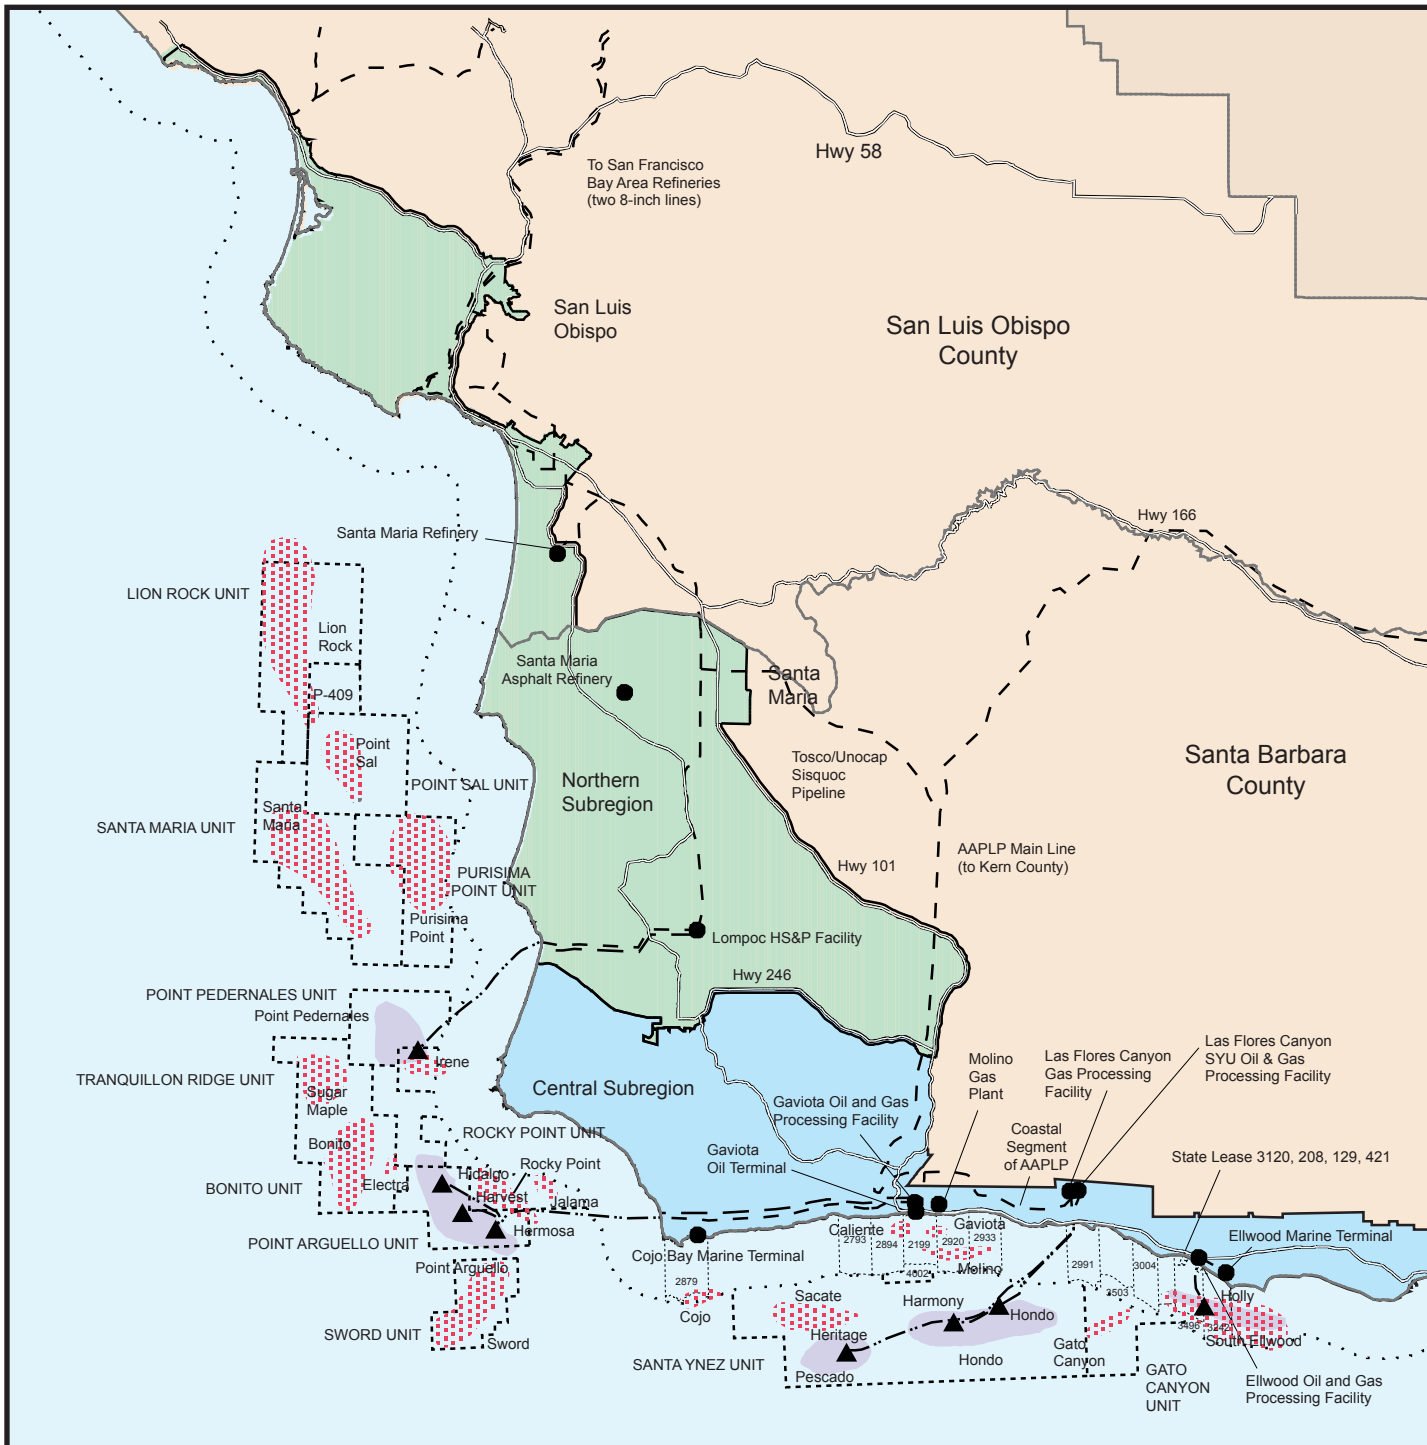 Hwy 58
To San Francisco
Bay Area Refineries
(two 8-inch lines)
San Luis
Obispo
San Luis Obispo
County
Hwy 166
Santa Maria Refinery
LION ROCK UNIT
Lion
Rock
P-409
Santa Maria
Asphalt Refinery
Santa
Maria
Point
Sal
POINT SAL UNIT
Northern
Subregion
Tosco/Unocap
Sisquoc
Pipeline
Santa Barbara
County
Santa
Maria
SANTA MARIA UNIT
PURISIMA
POINT UNIT
Purisima
Point
Hwy 101
AAPLP Main Line
(to Kern County)
Lompoc HS&P Facility
Hwy 246
POINT PEDERNALES UNIT
Point Pedernales
Irene
TRANQUILLON RIDGE UNIT
Sugar
Maple
Central Subregion
Gaviota Oil and Gas
Processing Facility
Molino
Gas
Plant
Las Flores Canyon
Gas Processing
Facility
Las Flores Canyon
SYU Oil & Gas
Processing Facility
ROCKY POINT UNIT
Bonito
Gaviota
Oil Terminal
Coastal
Segment
of AAPLP
State Lease 3120, 208, 129, 421
BONITO UNIT
Electra
Hidalgo
Rocky Point
Harvest
Jalama
Hermosa
POINT ARGUELLO UNIT
Point Arguello
Cojo Bay Marine Terminal
Caliente
Gaviota
Ellwood Marine Terminal
2793
2894
2199
2920
2933
4002
Molino
2991
3004
3503
2879
Cojo
Sacate
Harmony
Hondo
Holly
3496
3242
South Ellwood
SWORD UNIT
Sword
SANTA YNEZ UNIT
Heritage
Pescado
Hondo
Gato
Canyon
GATO
CANYON
UNIT
Ellwood Oil and Gas
Processing Facility